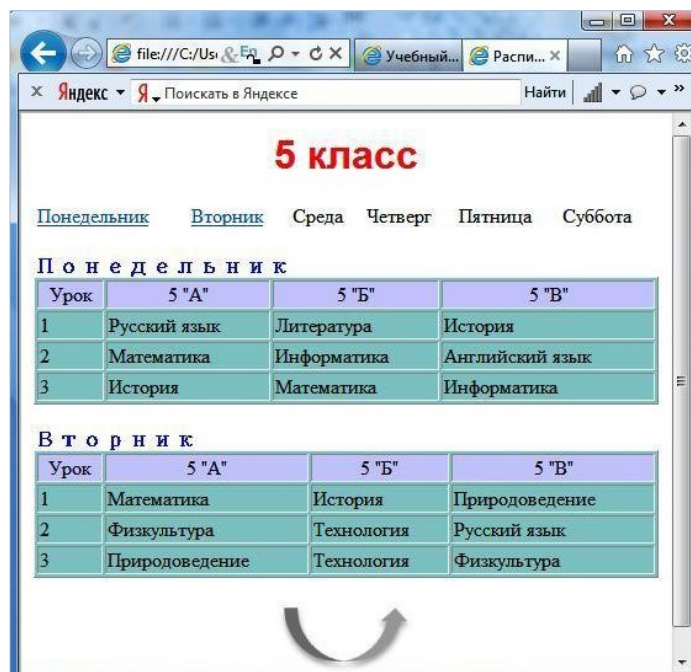 file:///C:/Us
Учебный... Распи...
Яндекс Я Поискать в Яндексе Найти
5 класс
Понедельник Вторник Среда Четверг Пятница Суббота
Понедельник
Урок 5 "А" 5 "Б" 5 "В"
1 Русский язык Литература История
2 Математика Информатика Английский язык
3 История Математика Информатика
Вторник
Урок 5 "А" 5 "Б" 5 "В"
1 Математика История Природоведение
2 Физкультура Технология Русский язык
3 Природоведение Технология Физкультура